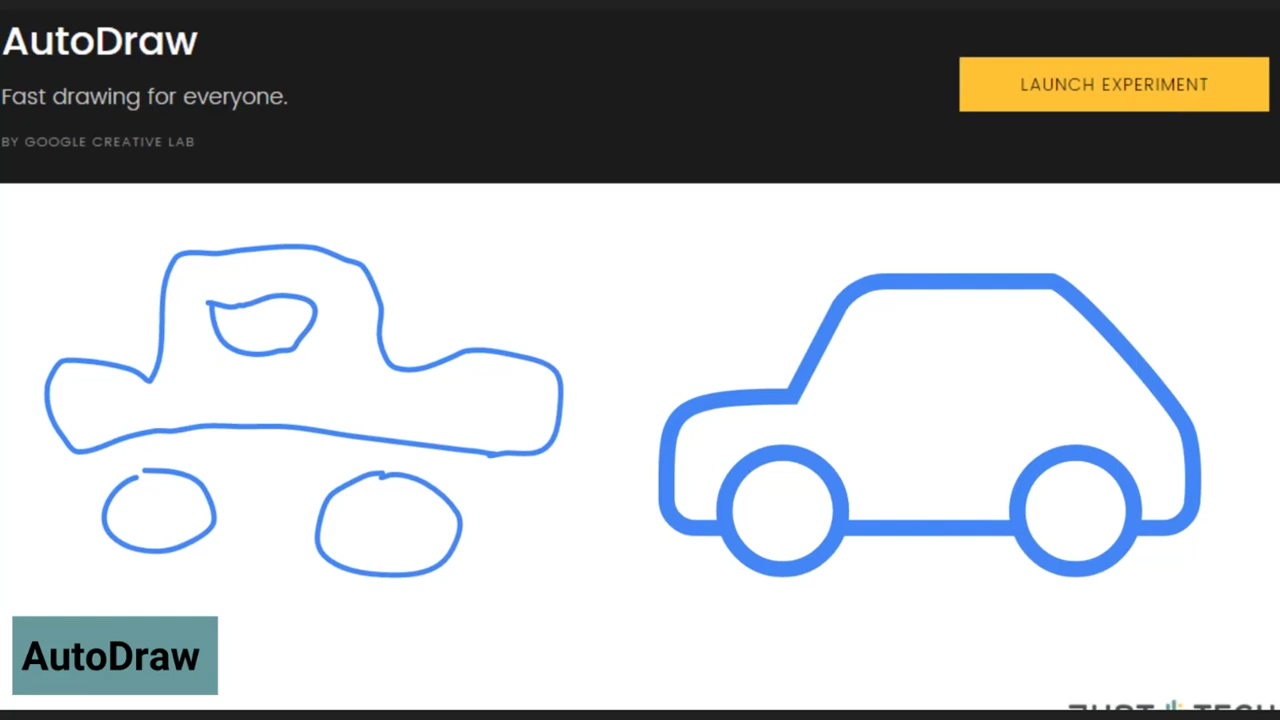 AutoDraw
Fast drawing for everyone.
LAUNCH EXPERIMENT
BY GOOGLE CREATIVE LAB
AutoDraw